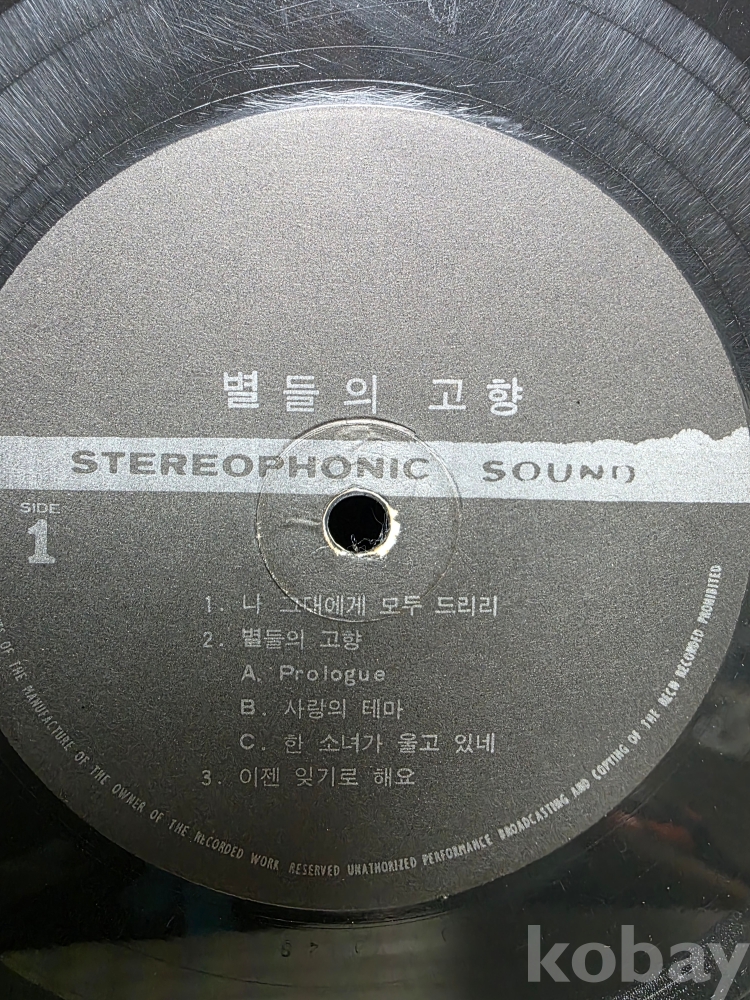 별들의 고향
STEREOPHONIC SOUND
SIDE
1
1. 나 그대에게 모두 드리리
2. 별들의 고향
A. Prologue
B. 사랑의 테마
C. 한 소녀가 울고 있네
3. 이젠 잊기로 해요
OF THE MANUFACTURE OF THE OWNER OF THE RECORDED WORK RESERVED UNATHORIZED PERFORMANCE BROADCASTING AND COPYING OF THE RECD RECORDED PROHIBITED
kobay